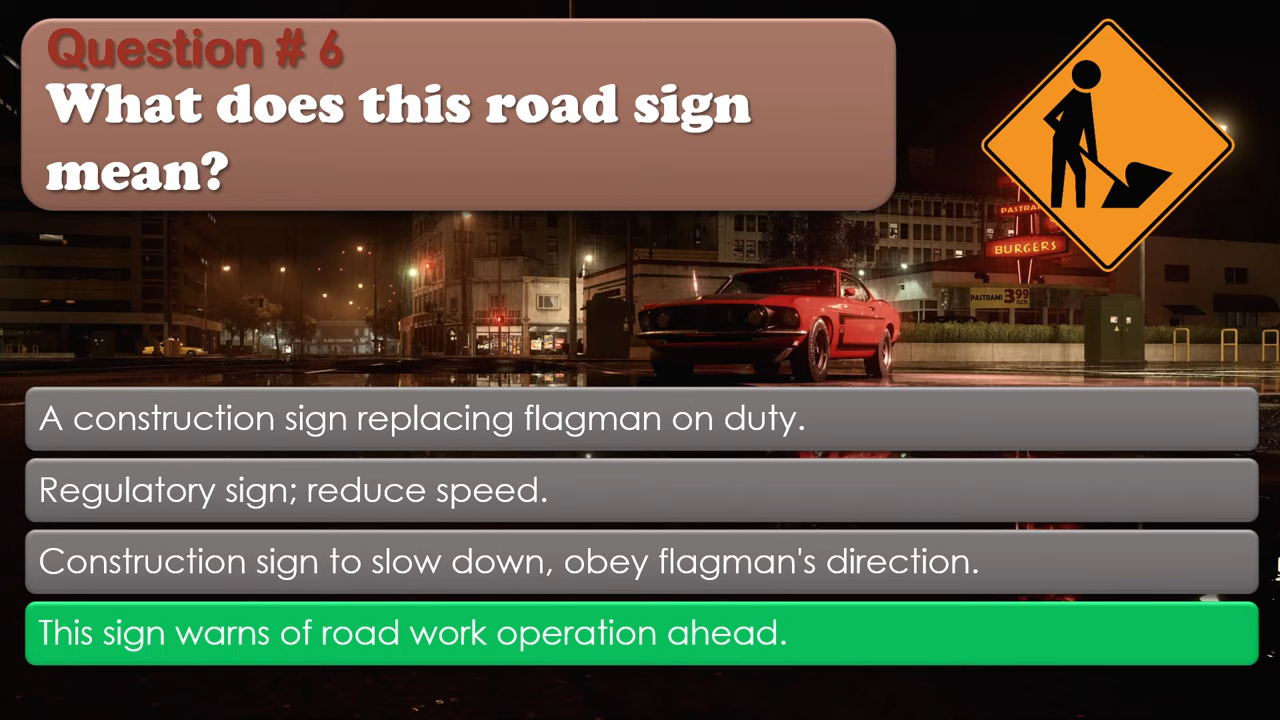 Question # 6
What does this road sign
mean?
PASTRAMI
BURGERS
PASTRAMI 3.99
A construction sign replacing flagman on duty.
Regulatory sign; reduce speed.
Construction sign to slow down, obey flagman's direction.
This sign warns of road work operation ahead.